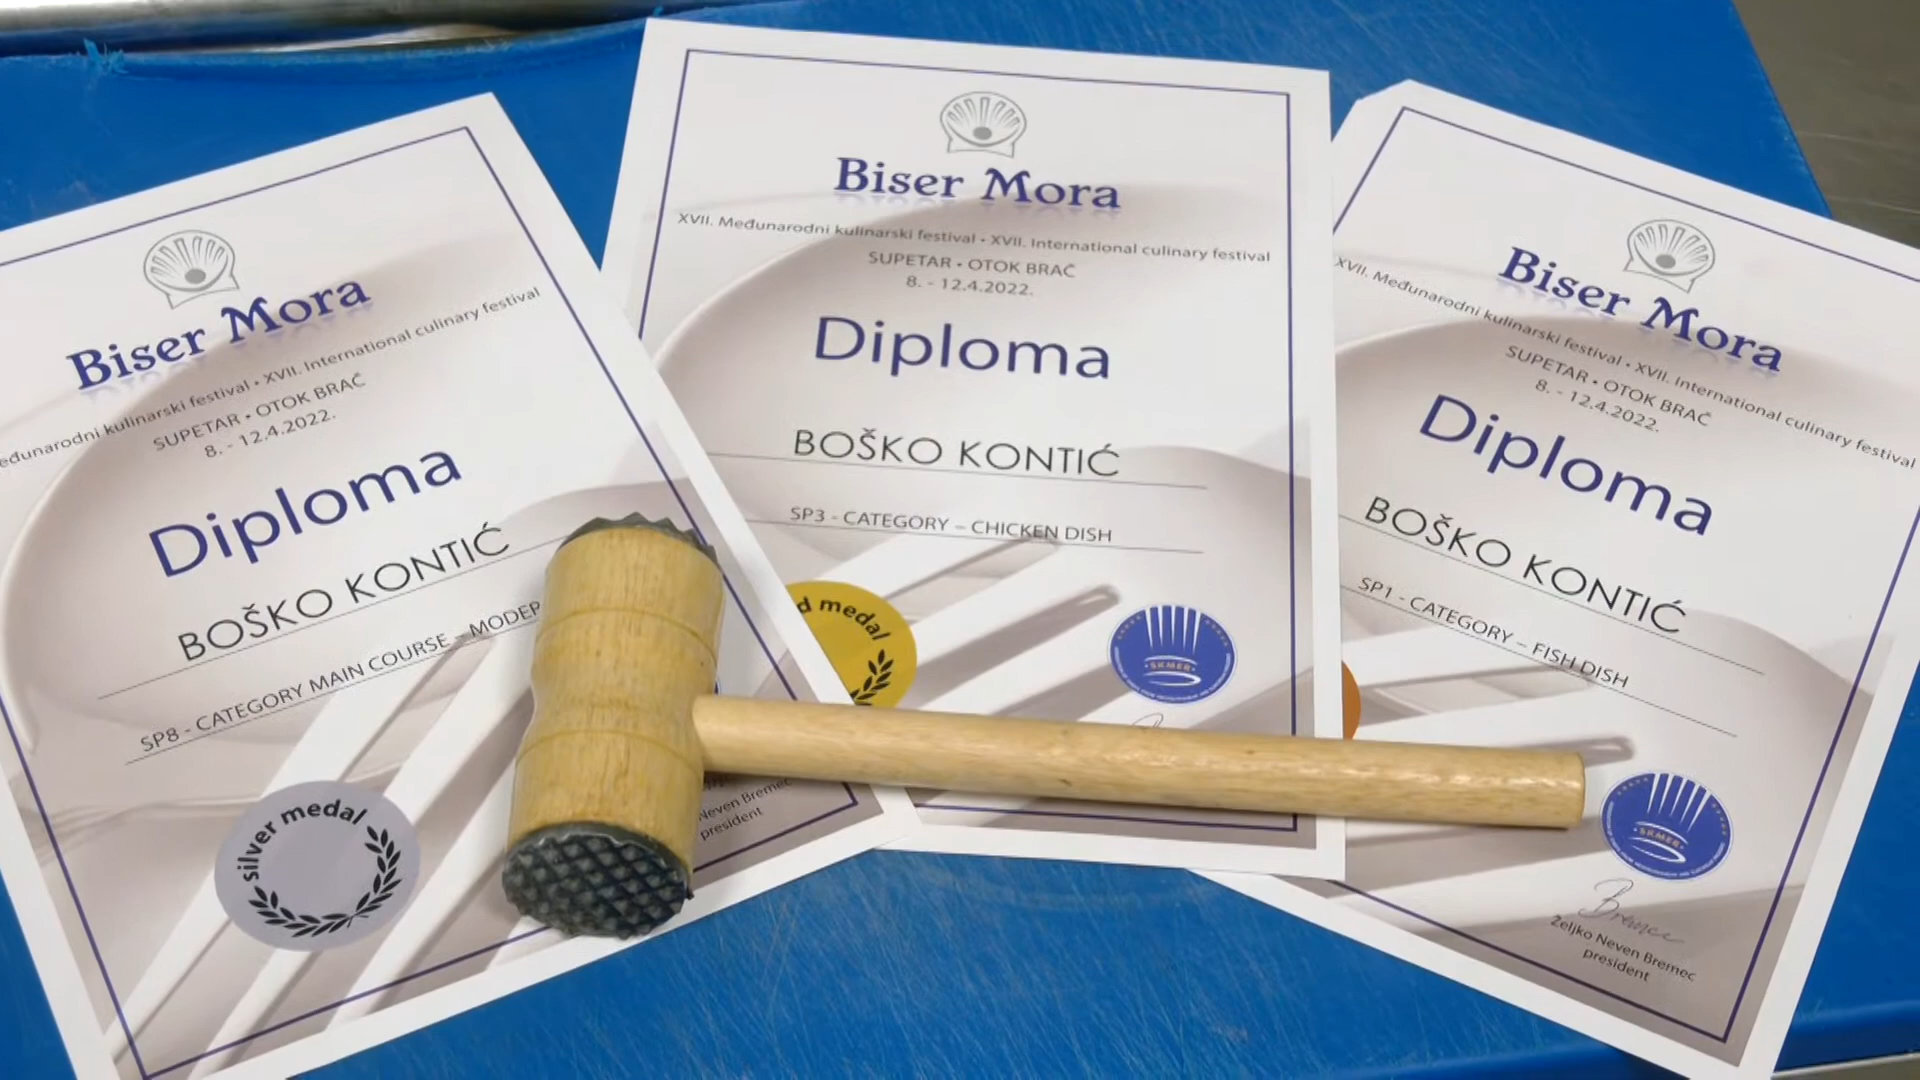 Biser Mora
eđunarodni kulinarski festival • XVII. International culinary festival
SUPETAR • OTOK BRAČ
8. - 12.4.2022.
Diploma
BOŠKO KONTIĆ
SP8 - CATEGORY MAIN COURSE – MODER
silver medal
Neven Bremec
president
Biser Mora
XVII. Međunarodni kulinarski festival • XVII. International culinary festival
SUPETAR • OTOK BRAČ
8. - 12.4.2022.
Diploma
BOŠKO KONTIĆ
SP3 - CATEGORY – CHICKEN DISH
d medal
SKMER
Biser Mora
XVII. Međunarodni kulinarski festival • XVII. International culinary festival
SUPETAR • OTOK BRAČ
8. - 12.4.2022.
Diploma
BOŠKO KONTIĆ
SP1 - CATEGORY – FISH DISH
SKMER
Bremec
Željko Neven Bremec
president